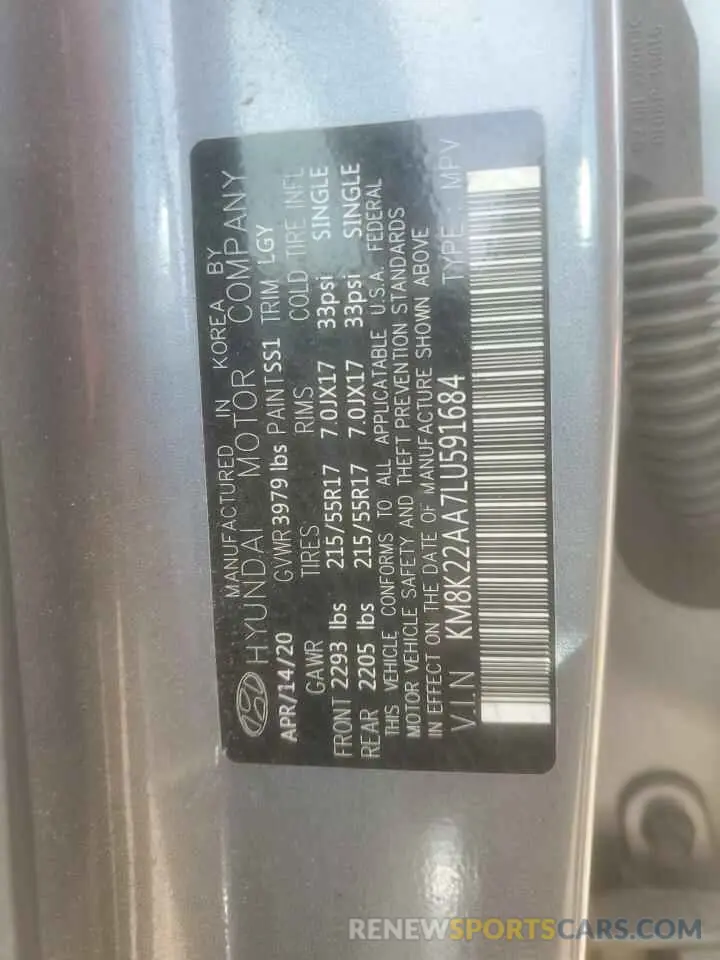 MANUFACTURED IN KOREA BY
HYUNDAI MOTOR COMPANY
APR/14/20 GVWR 3979 lbs PAINT SS1 TRIM LGY
GAWR TIRES RIMS COLD TIRE INFL
FRONT 2293 lbs 215/55R17 7.0JX17 33psi SINGLE
REAR 2205 lbs 215/55R17 7.0JX17 33psi SINGLE
THIS VEHICLE CONFORMS TO ALL APPLICATABLE U.S.A. FEDERAL
MOTOR VEHICLE SAFETY AND THEFT PREVENTION STANDARDS
IN EFFECT ON THE DATE OF MANUFACTURE SHOWN ABOVE
V.I.N KM8K22AA7LU591684 TYPE : MPV
RENEWSPORTSCARS.COM